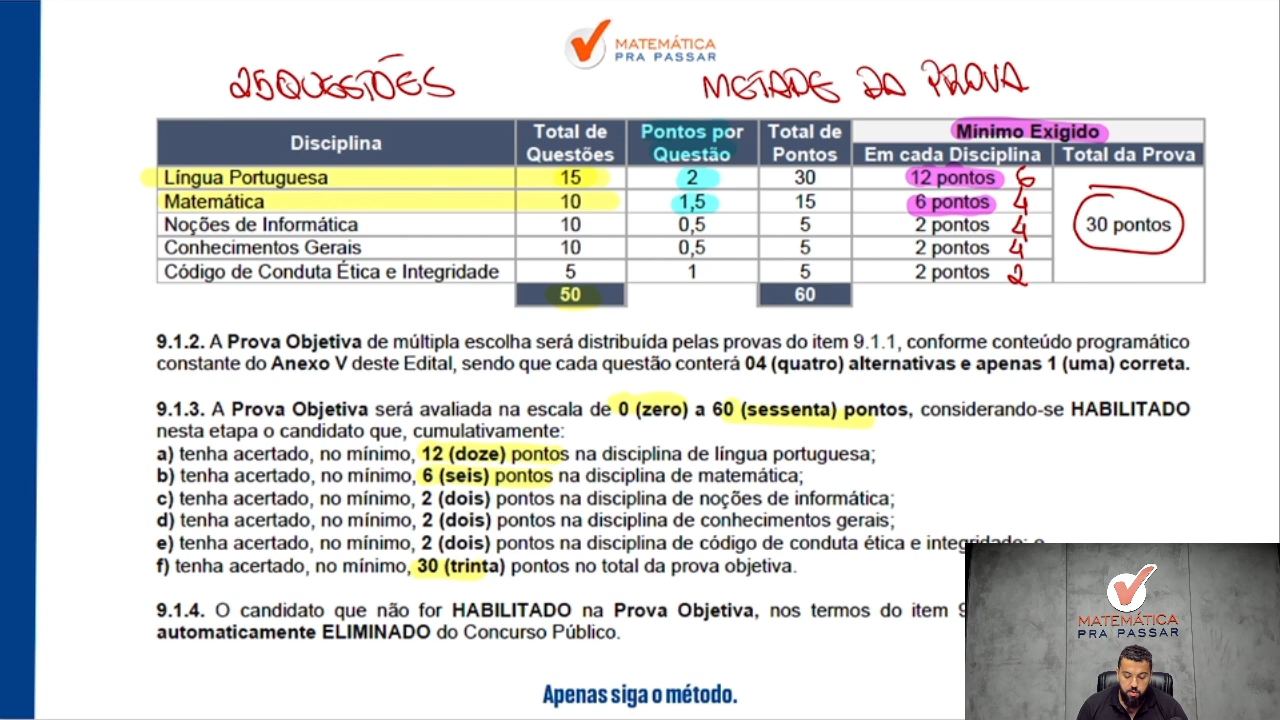 MATEMÁTICA
PRA PASSAR
25 QUESTÕES METADE DA PROVA
Disciplina Total de Questões Pontos por Questão Total de Pontos Mínimo Exigido
Em cada Disciplina Total da Prova
Língua Portuguesa 15 2 30 12 pontos 6
Matemática 10 1,5 15 6 pontos 4
30 pontos
Noções de Informática 10 0,5 5 2 pontos 4
Conhecimentos Gerais 10 0,5 5 2 pontos 4
Código de Conduta Ética e Integridade 5 1 5 2 pontos 2
50 60
9.1.2. A Prova Objetiva de múltipla escolha será distribuída pelas provas do item 9.1.1, conforme conteúdo programático
constante do Anexo V deste Edital, sendo que cada questão conterá 04 (quatro) alternativas e apenas 1 (uma) correta.
9.1.3. A Prova Objetiva será avaliada na escala de 0 (zero) a 60 (sessenta) pontos, considerando-se HABILITADO
nesta etapa o candidato que, cumulativamente:
a) tenha acertado, no mínimo, 12 (doze) pontos na disciplina de língua portuguesa;
b) tenha acertado, no mínimo, 6 (seis) pontos na disciplina de matemática;
c) tenha acertado, no mínimo, 2 (dois) pontos na disciplina de noções de informática;
d) tenha acertado, no mínimo, 2 (dois) pontos na disciplina de conhecimentos gerais;
e) tenha acertado, no mínimo, 2 (dois) pontos na disciplina de código de conduta ética e integridade; e
f) tenha acertado, no mínimo, 30 (trinta) pontos no total da prova objetiva.
9.1.4. O candidato que não for HABILITADO na Prova Objetiva, nos termos do item 9
automaticamente ELIMINADO do Concurso Público.
MATEMÁTICA
PRA PASSAR
Apenas siga o método.